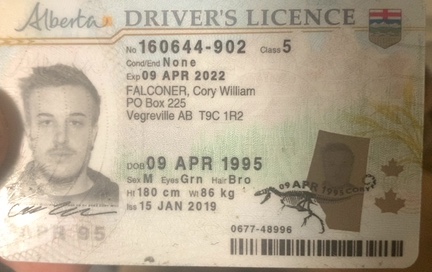 Alberta DRIVER'S LICENCE
No 160644-902 Class 5
Cond/End None
Exp 09 APR 2022
FALCONER, Cory William
PO Box 225
Vegreville AB T9C 1R2
DOB 09 APR 1995
Sex M Eyes Grn Hair Bro
Ht 180 cm Wt 86 kg
Iss 15 JAN 2019
09 APR 1995
0677-48996
APR 95